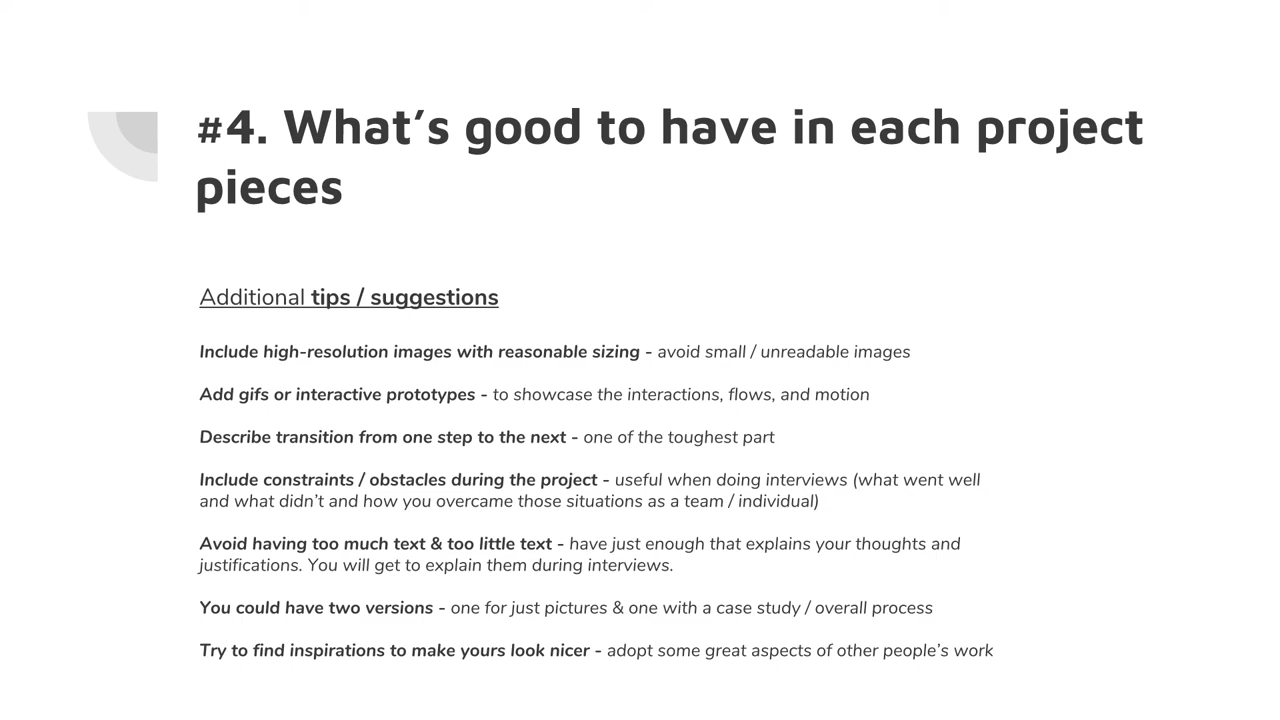 #4. What’s good to have in each project
pieces
Additional tips / suggestions
Include high-resolution images with reasonable sizing - avoid small / unreadable images
Add gifs or interactive prototypes - to showcase the interactions, flows, and motion
Describe transition from one step to the next - one of the toughest part
Include constraints / obstacles during the project - useful when doing interviews (what went well
and what didn’t and how you overcame those situations as a team / individual)
Avoid having too much text & too little text - have just enough that explains your thoughts and
justifications. You will get to explain them during interviews.
You could have two versions - one for just pictures & one with a case study / overall process
Try to find inspirations to make yours look nicer - adopt some great aspects of other people’s work